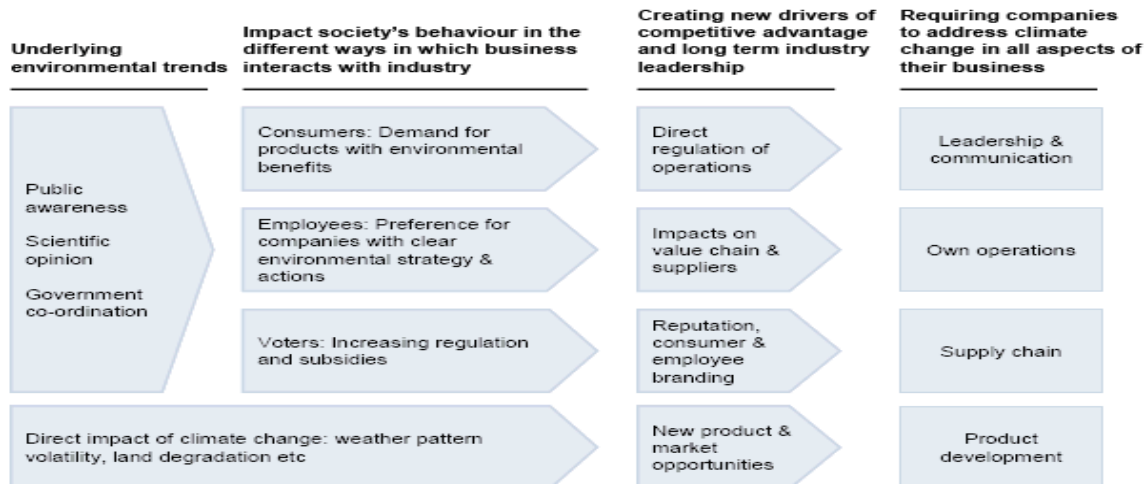 Underlying
environmental trends
Impact society's behaviour in the
different ways in which business
interacts with industry
Creating new drivers of
competitive advantage
and long term industry
leadership
Requiring companies
to address climate
change in all aspects of
their business
Public
awareness
Scientific
opinion
Government
co-ordination
Consumers: Demand for
products with environmental
benefits
Direct
regulation of
operations
Leadership &
communication
Employees: Preference for
companies with clear
environmental strategy &
actions
Impacts on
value chain &
suppliers
Own operations
Voters: Increasing regulation
and subsidies
Reputation,
consumer &
employee
branding
Supply chain
Direct impact of climate change: weather pattern
volatility, land degradation etc
New product &
market
opportunities
Product
development